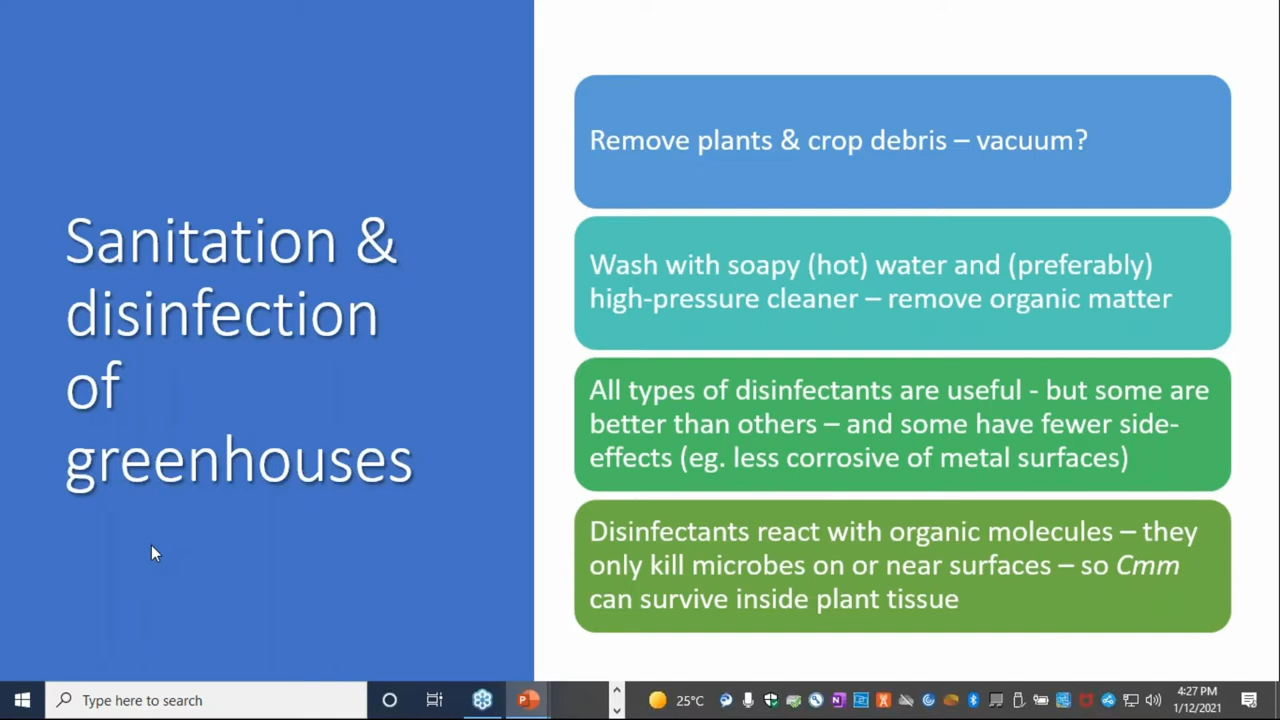 Sanitation &
disinfection
of
greenhouses
Remove plants & crop debris – vacuum?
Wash with soapy (hot) water and (preferably)
high-pressure cleaner – remove organic matter
All types of disinfectants are useful - but some are
better than others – and some have fewer side-
effects (eg. less corrosive of metal surfaces)
Disinfectants react with organic molecules – they
only kill microbes on or near surfaces – so Cmm
can survive inside plant tissue
Type here to search
25°C
4:27 PM
1/12/2021